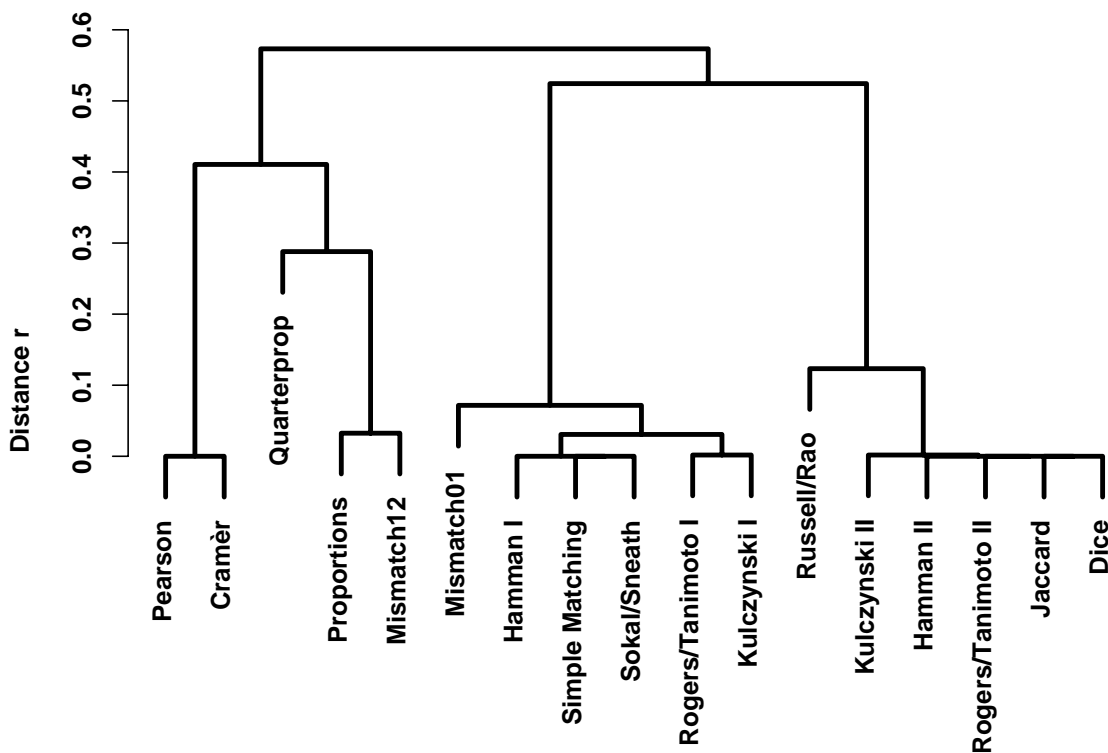 Distance r
0.6
0.5
0.4
0.3
0.2
0.1
0.0
Pearson
Cramèr
Quarterprop
Proportions
Mismatch12
Mismatch01
Hamman I
Simple Matching
Sokal/Sneath
Rogers/Tanimoto I
Kulczynski I
Russell/Rao
Kulczynski II
Hamman II
Rogers/Tanimoto II
Jaccard
Dice